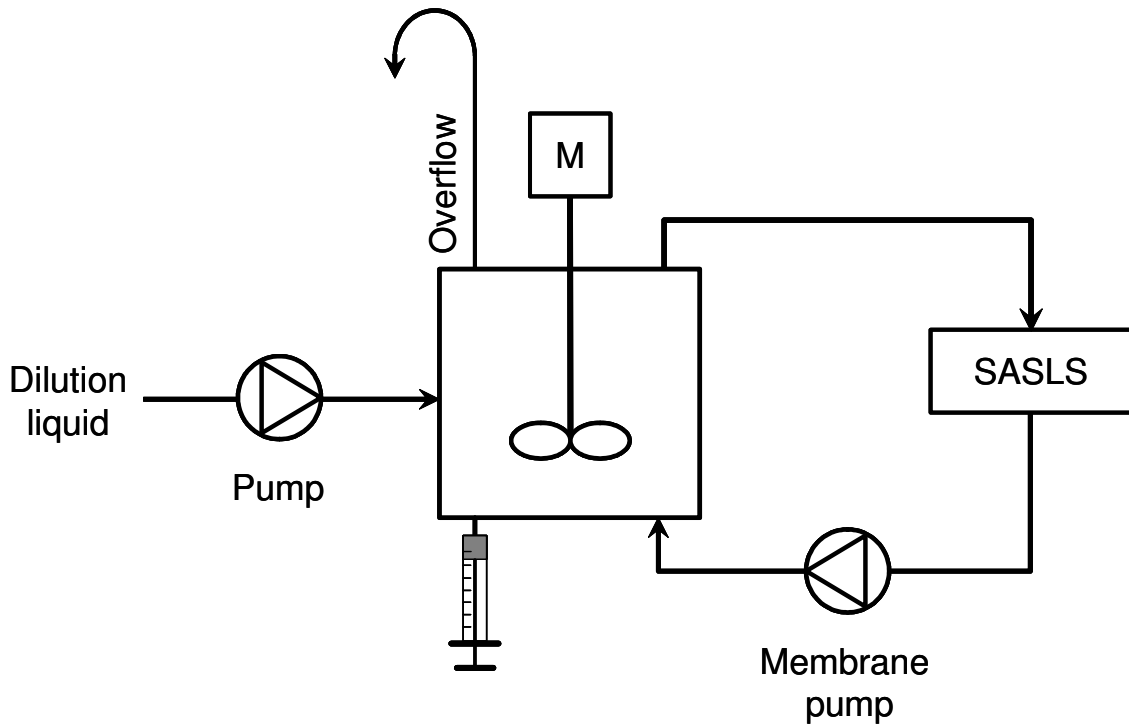 Overflow
M
SASLS
Dilution
liquid
Pump
Membrane
pump